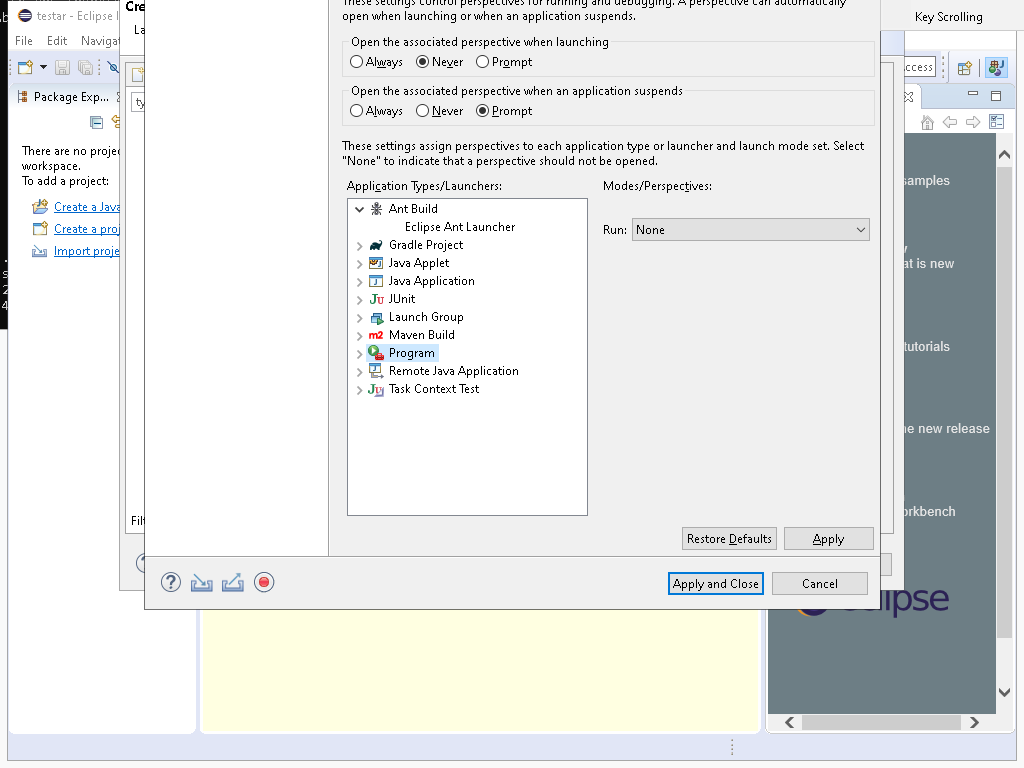 These settings control perspectives for running and debugging. A perspective can automatically
open when launching or when an application suspends.
Key Scrolling
testar - Eclipse
Cre
La
File Edit Navigat
Open the associated perspective when launching
Always Never Prompt
ccess
Package Exp...
ty
Open the associated perspective when an application suspends
Always Never Prompt
There are no proje
workspace.
To add a project:
Create a Java
Create a proj
Import proje
These settings assign perspectives to each application type or launcher and launch mode set. Select
"None" to indicate that a perspective should not be opened.
Application Types/Launchers:
Modes/Perspectives:
Ant Build
Eclipse Ant Launcher
Gradle Project
Java Applet
Java Application
JUnit
Launch Group
Maven Build
Program
Remote Java Application
Task Context Test
Run: None
samples
at is new
tutorials
ne new release
orkbench
Filt
Restore Defaults Apply
Apply and Close Cancel
eclipse